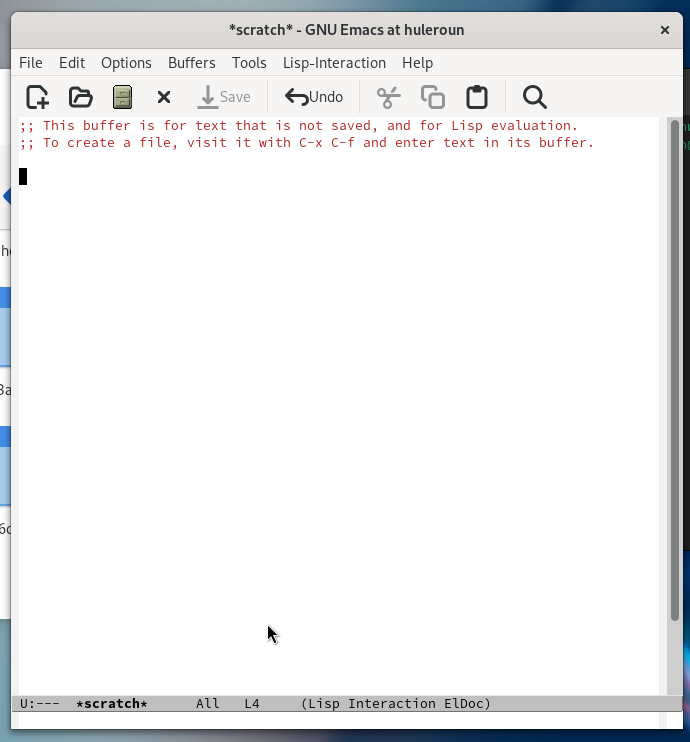 *scratch* - GNU Emacs at huleroun
File Edit Options Buffers Tools Lisp-Interaction Help
Save Undo
;; This buffer is for text that is not saved, and for Lisp evaluation.
;; To create a file, visit it with C-x C-f and enter text in its buffer.
U:--- *scratch* All L4 (Lisp Interaction ElDoc)